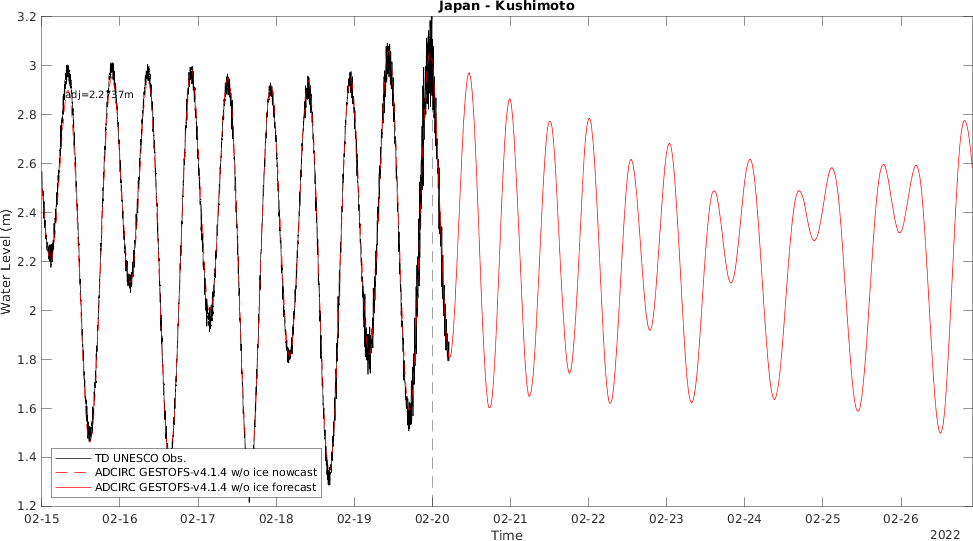 Japan - Kushimoto
3.2
3
2.8
2.6
2.4
2.2
2
1.8
1.6
1.4
1.2
Water Level (m)
TD UNESCO Obs.
ADCIRC GESTOFS-v4.1.4 w/o ice nowcast
ADCIRC GESTOFS-v4.1.4 w/o ice forecast
02-15 02-16 02-17 02-18 02-19 02-20 02-21 02-22 02-23 02-24 02-25 02-26
Time
2022